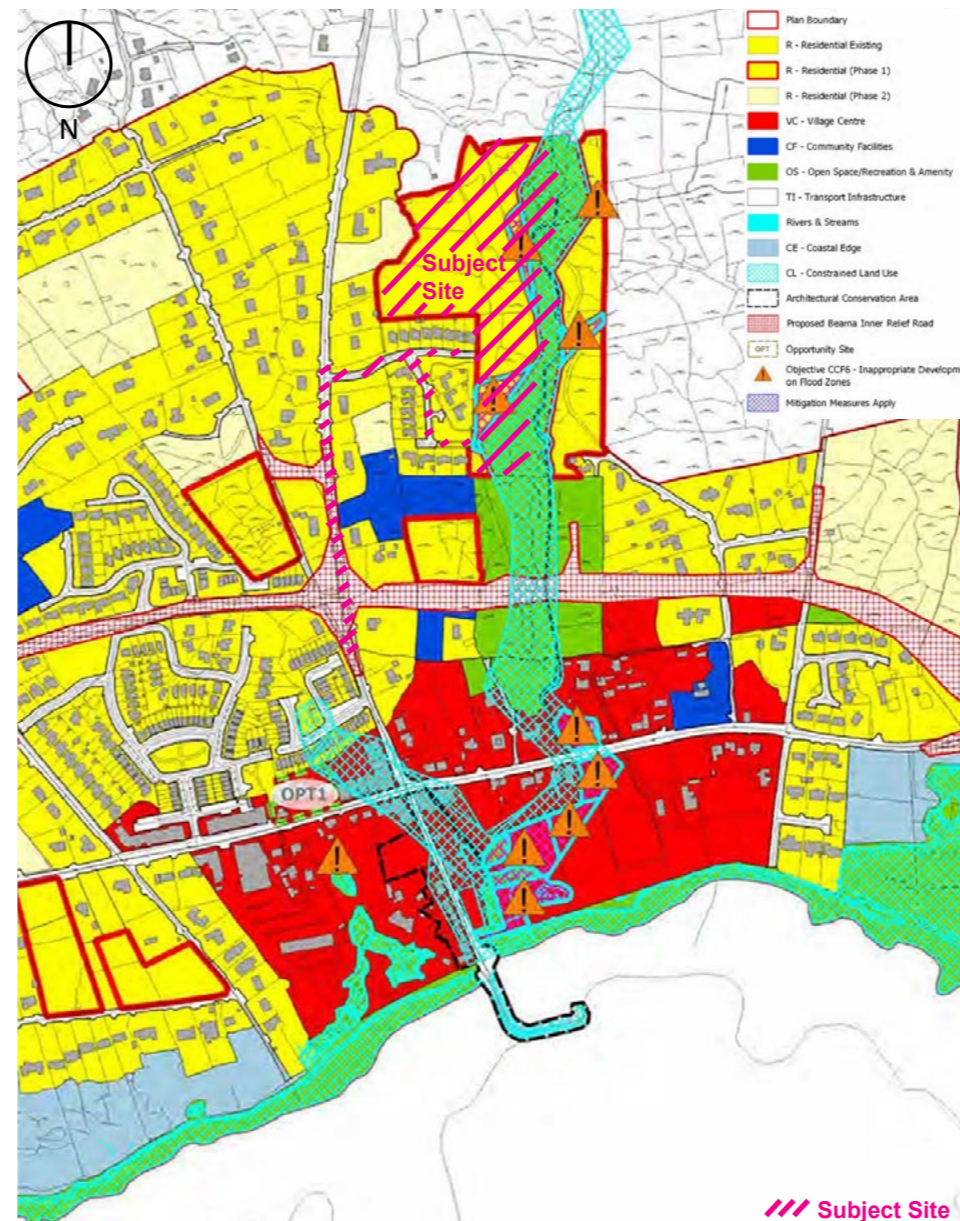 N
Plan Boundary
R - Residential Existing
R - Residential (Phase 1)
R - Residential (Phase 2)
VC - Village Centre
CF - Community Facilities
OS - Open Space/Recreation & Amenity
TI - Transport Infrastructure
Rivers & Streams
CE - Coastal Edge
CL - Constrained Land Use
Architectural Conservation Area
Proposed Bearna Inner Relief Road
OPT Opportunity Site
Objective CCF6 - Inappropriate Developm
on Flood Zones
Mitigation Measures Apply
Subject
Site
OPT1
Subject Site